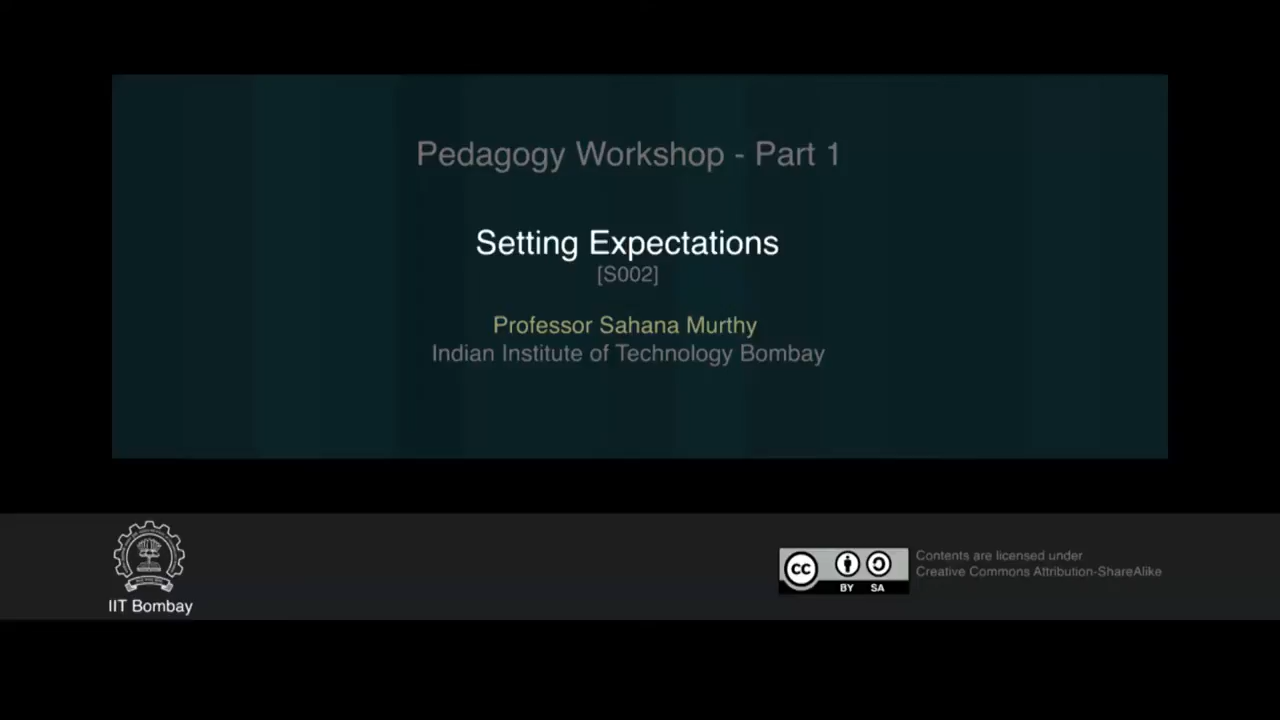 Pedagogy Workshop - Part 1
Setting Expectations
[S002]
Professor Sahana Murthy
Indian Institute of Technology Bombay
IIT Bombay
CC
BY SA
Contents are licensed under
Creative Commons Attribution-ShareAlike